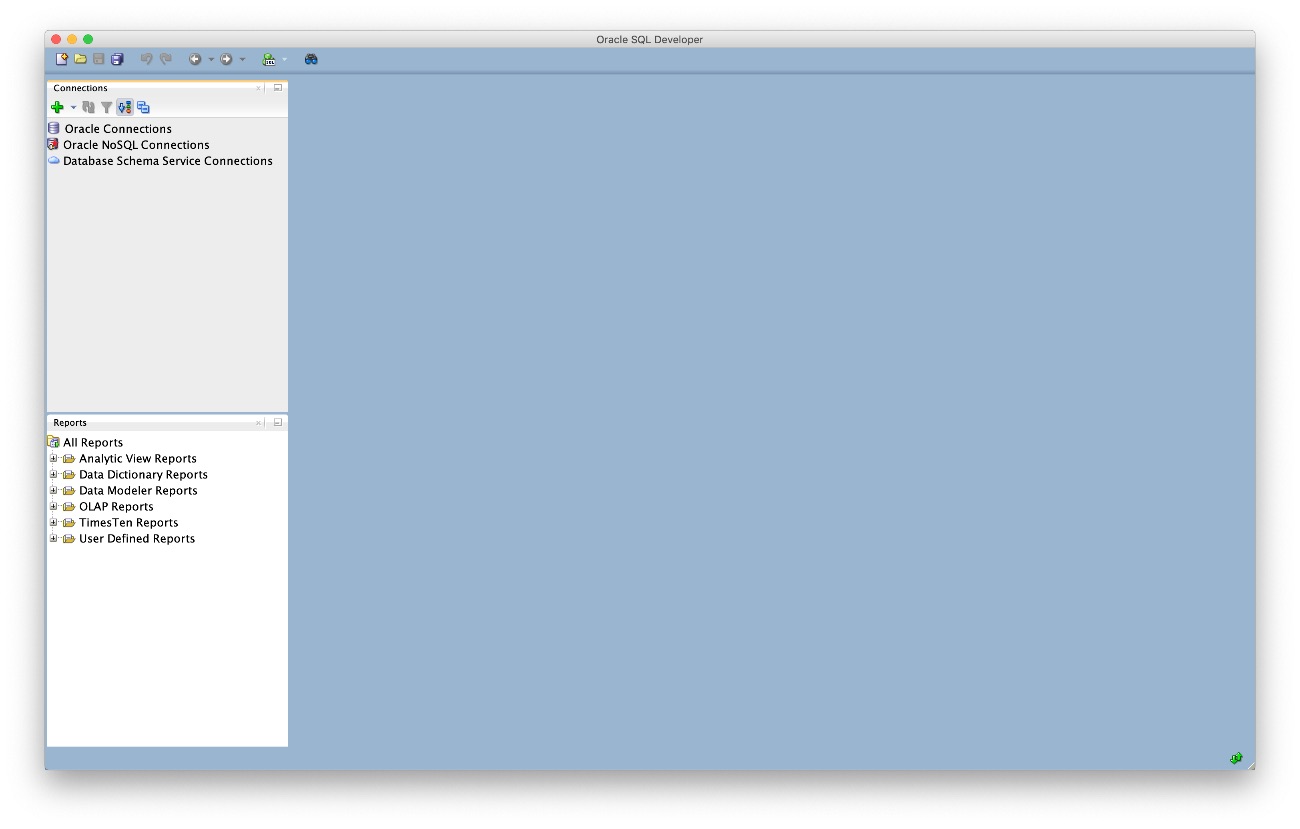 Oracle SQL Developer
Connections
Oracle Connections
Oracle NoSQL Connections
Database Schema Service Connections
Reports
All Reports
Analytic View Reports
Data Dictionary Reports
Data Modeler Reports
OLAP Reports
TimesTen Reports
User Defined Reports